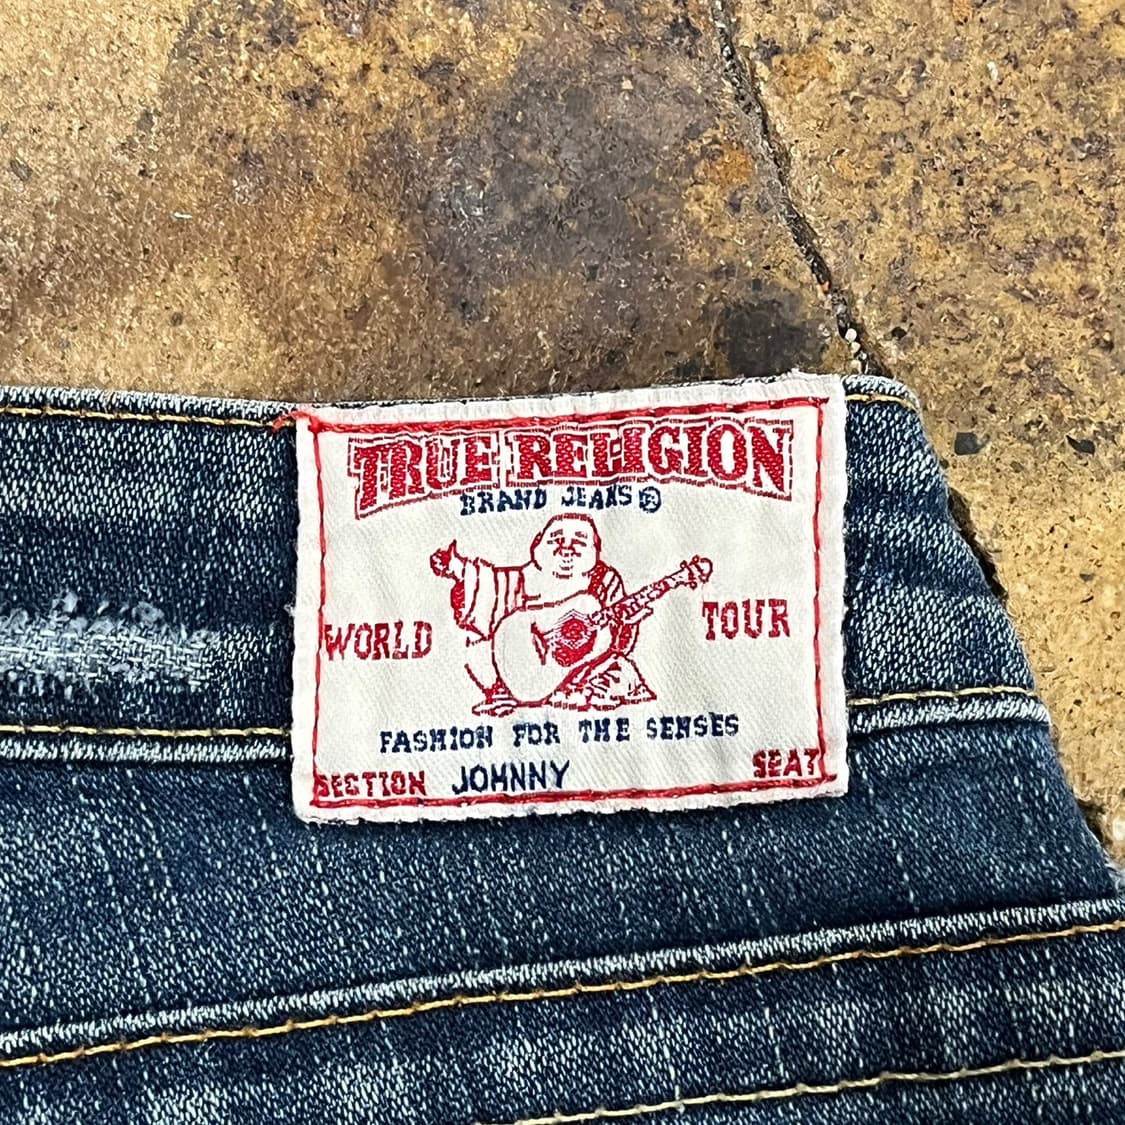 TRUE RELIGION
BRAND JEANS®
WORLD TOUR
FASHION FOR THE SENSES
SECTION JOHNNY SEAT